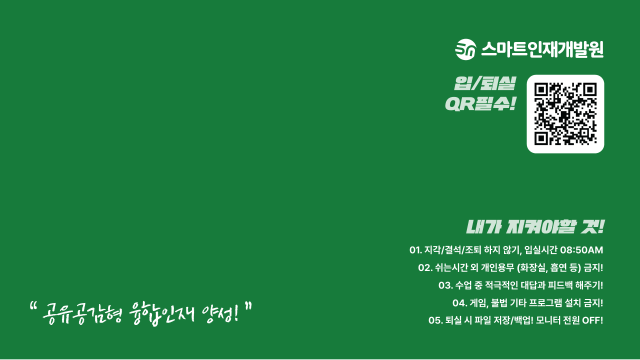 Sm 스마트인재개발원
입/퇴실
QR필수!
내가 지켜야할 것!
01. 지각/결석/조퇴 하지 않기, 입실시간 08:50AM
02. 쉬는시간 외 개인용무 (화장실, 흡연 등) 금지!
03. 수업 중 적극적인 대답과 피드백 해주기!
04. 게임, 불법 기타 프로그램 설치 금지!
05. 퇴실 시 파일 저장/백업! 모니터 전원 OFF!
“ 공유공감형 융합인재 양성! ”